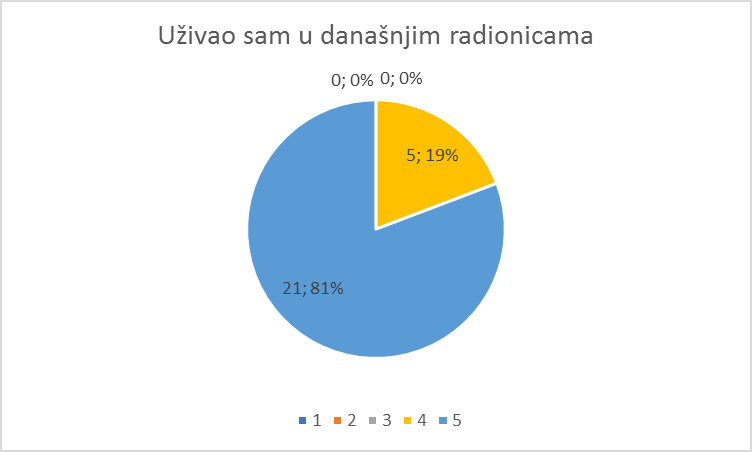 Uživao sam u današnjim radionicama
0; 0% 0; 0%
5; 19%
21; 81%
1 2 3 4 5